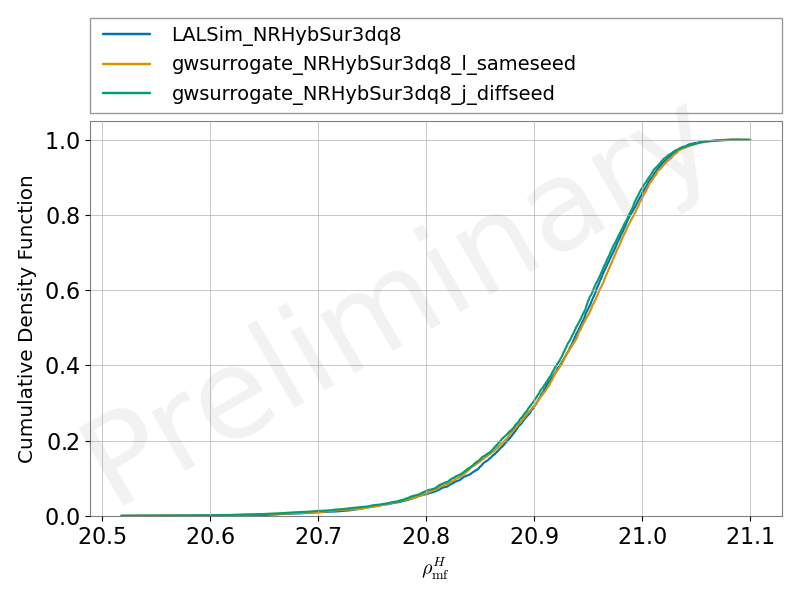 LALSim_NRHybSur3dq8
gwsurrogate_NRHybSur3dq8_l_sameseed
gwsurrogate_NRHybSur3dq8_j_diffseed
Preliminary
Cumulative Density Function
1.0
0.8
0.6
0.4
0.2
0.0
20.5 20.6 20.7 20.8 20.9 21.0 21.1
ρ_mf^H